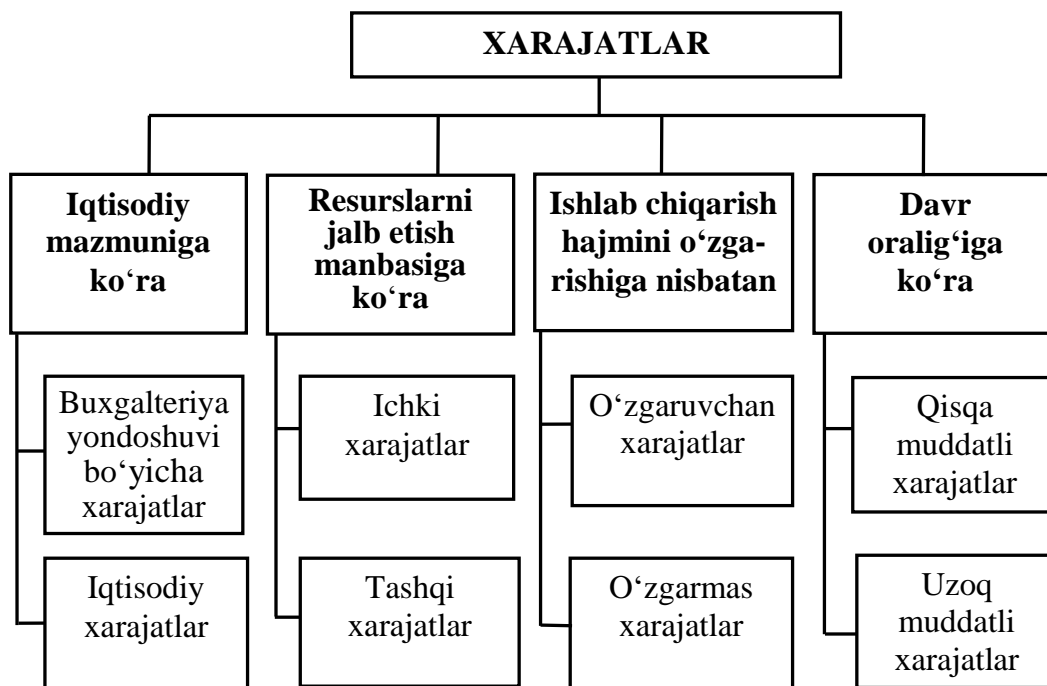 XARAJATLAR
Iqtisodiy
mazmuniga
ko‘ra
Buxgalteriya
yondoshuvi
bo‘yicha
xarajatlar
Iqtisodiy
xarajatlar
Resurslarni
jalb etish
manbasiga
ko‘ra
Ichki
xarajatlar
Tashqi
xarajatlar
Ishlab chiqarish
hajmini o‘zga-
rishiga nisbatan
O‘zgaruvchan
xarajatlar
O‘zgarmas
xarajatlar
Davr
oralig‘iga
ko‘ra
Qisqa
muddatli
xarajatlar
Uzoq
muddatli
xarajatlar